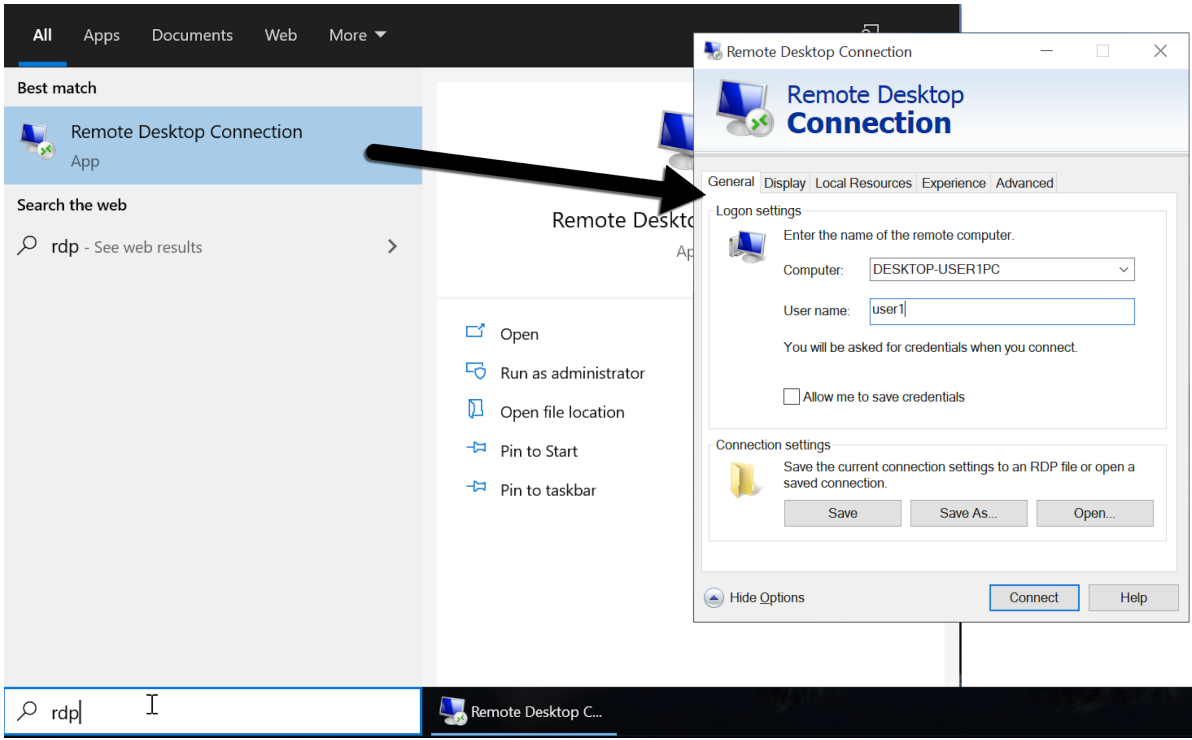 All Apps Documents Web More
Best match
Remote Desktop Connection
App
Search the web
rdp - See web results
Remote
Ap
Open
Run as administrator
Open file location
Pin to Start
Pin to taskbar
rdp
Remote Desktop C...
Remote Desktop Connection
Remote Desktop
Connection
General Display Local Resources Experience Advanced
Logon settings
Enter the name of the remote computer.
Computer: DESKTOP-USER1PC
User name: user1
You will be asked for credentials when you connect.
Allow me to save credentials
Connection settings
Save the current connection settings to an RDP file or open a
saved connection.
Save Save As... Open...
Hide Options Connect Help